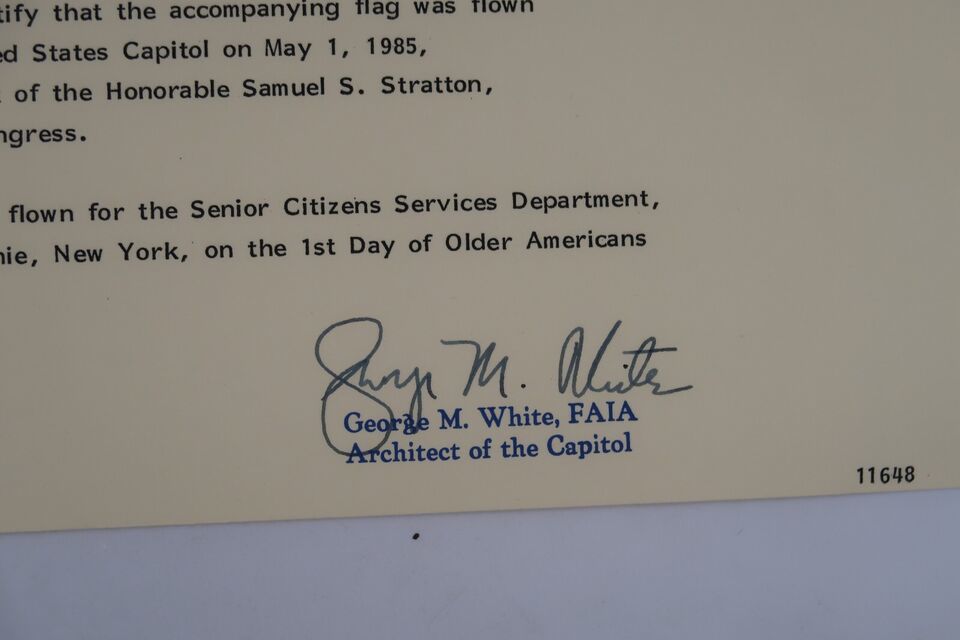 tify that the accompanying flag was flown
ed States Capitol on May 1, 1985,
of the Honorable Samuel S. Stratton,
ngress.
flown for the Senior Citizens Services Department,
nie, New York, on the 1st Day of Older Americans
George M. White
George M. White, FAIA
Architect of the Capitol
11648